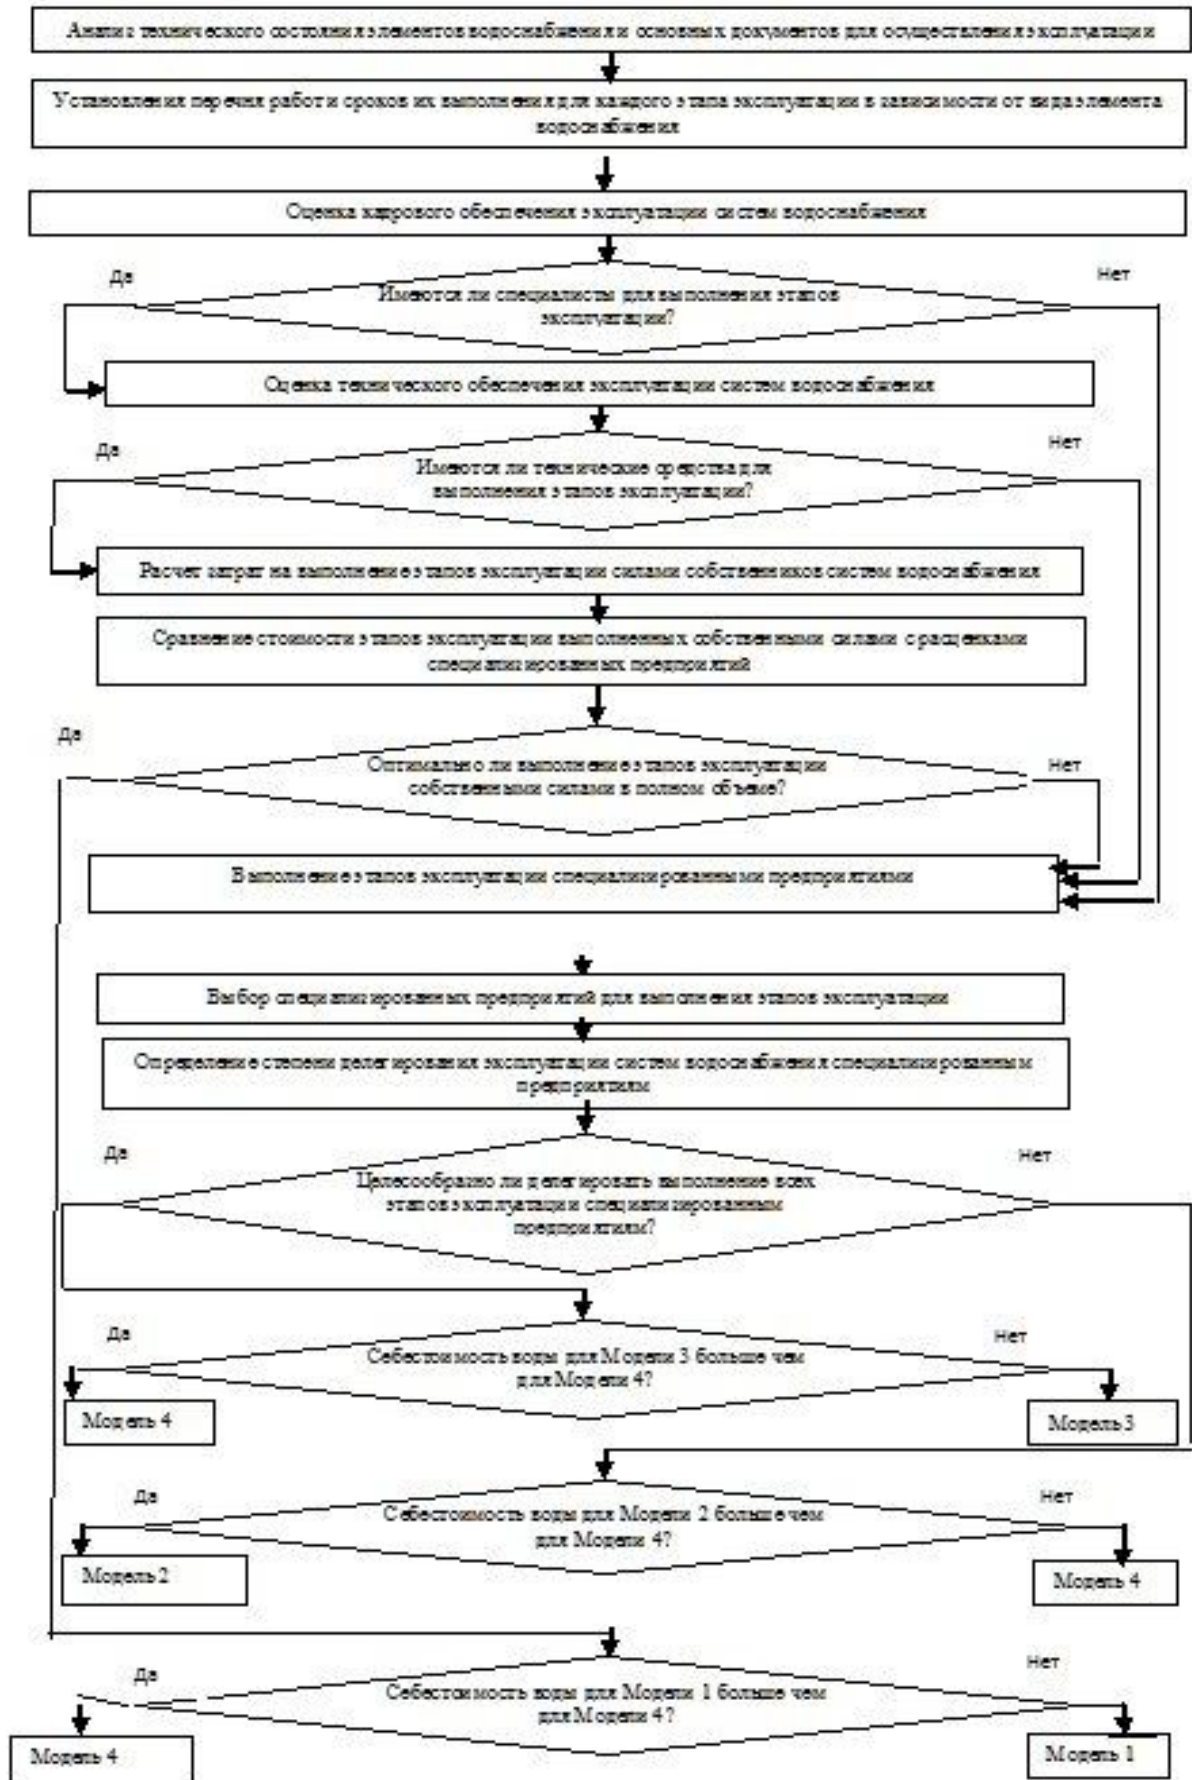 Анализ технического состояния элементов водоснабжения и основных документов для осуществления эксплуатации
Установления перечня работ и сроков их выполнения для каждого этапа эксплуатации в зависимости от вида элемента
водоснабжения
Оценка кадрового обеспечения эксплуатации систем водоснабжения
Да
Нет
Имеются ли специалисты для выполнения этапов
эксплуатации?
Оценка технического обеспечения эксплуатации систем водоснабжения
Да
Нет
Имеются ли технические средства для
выполнения этапов эксплуатации?
Расчет затрат на выполнение этапов эксплуатации силами собственников систем водоснабжения
Сравнение стоимости этапов эксплуатации выполненных собственными силами с расценками
специализированных предприятий
Да
Нет
Оптимально ли выполнение этапов эксплуатации
собственными силами в полном объеме?
Выполнение этапов эксплуатации специализированными предприятиями
Выбор специализированных предприятий для выполнения этапов эксплуатации
Определение степени делегирования эксплуатации систем водоснабжения специализированным
предприятиям
Да
Нет
Целесообразно ли делегировать выполнение всех
этапов эксплуатации специализированным
предприятиям?
Да
Нет
Себестоимость воды для Модели 3 больше чем
для Модели 4?
Модель 4
Модель 3
Да
Нет
Себестоимость воды для Модели 2 больше чем
для Модели 4?
Модель 2
Модель 4
Да
Нет
Себестоимость воды для Модели 1 больше чем
для Модели 4?
Модель 4
Модель 1